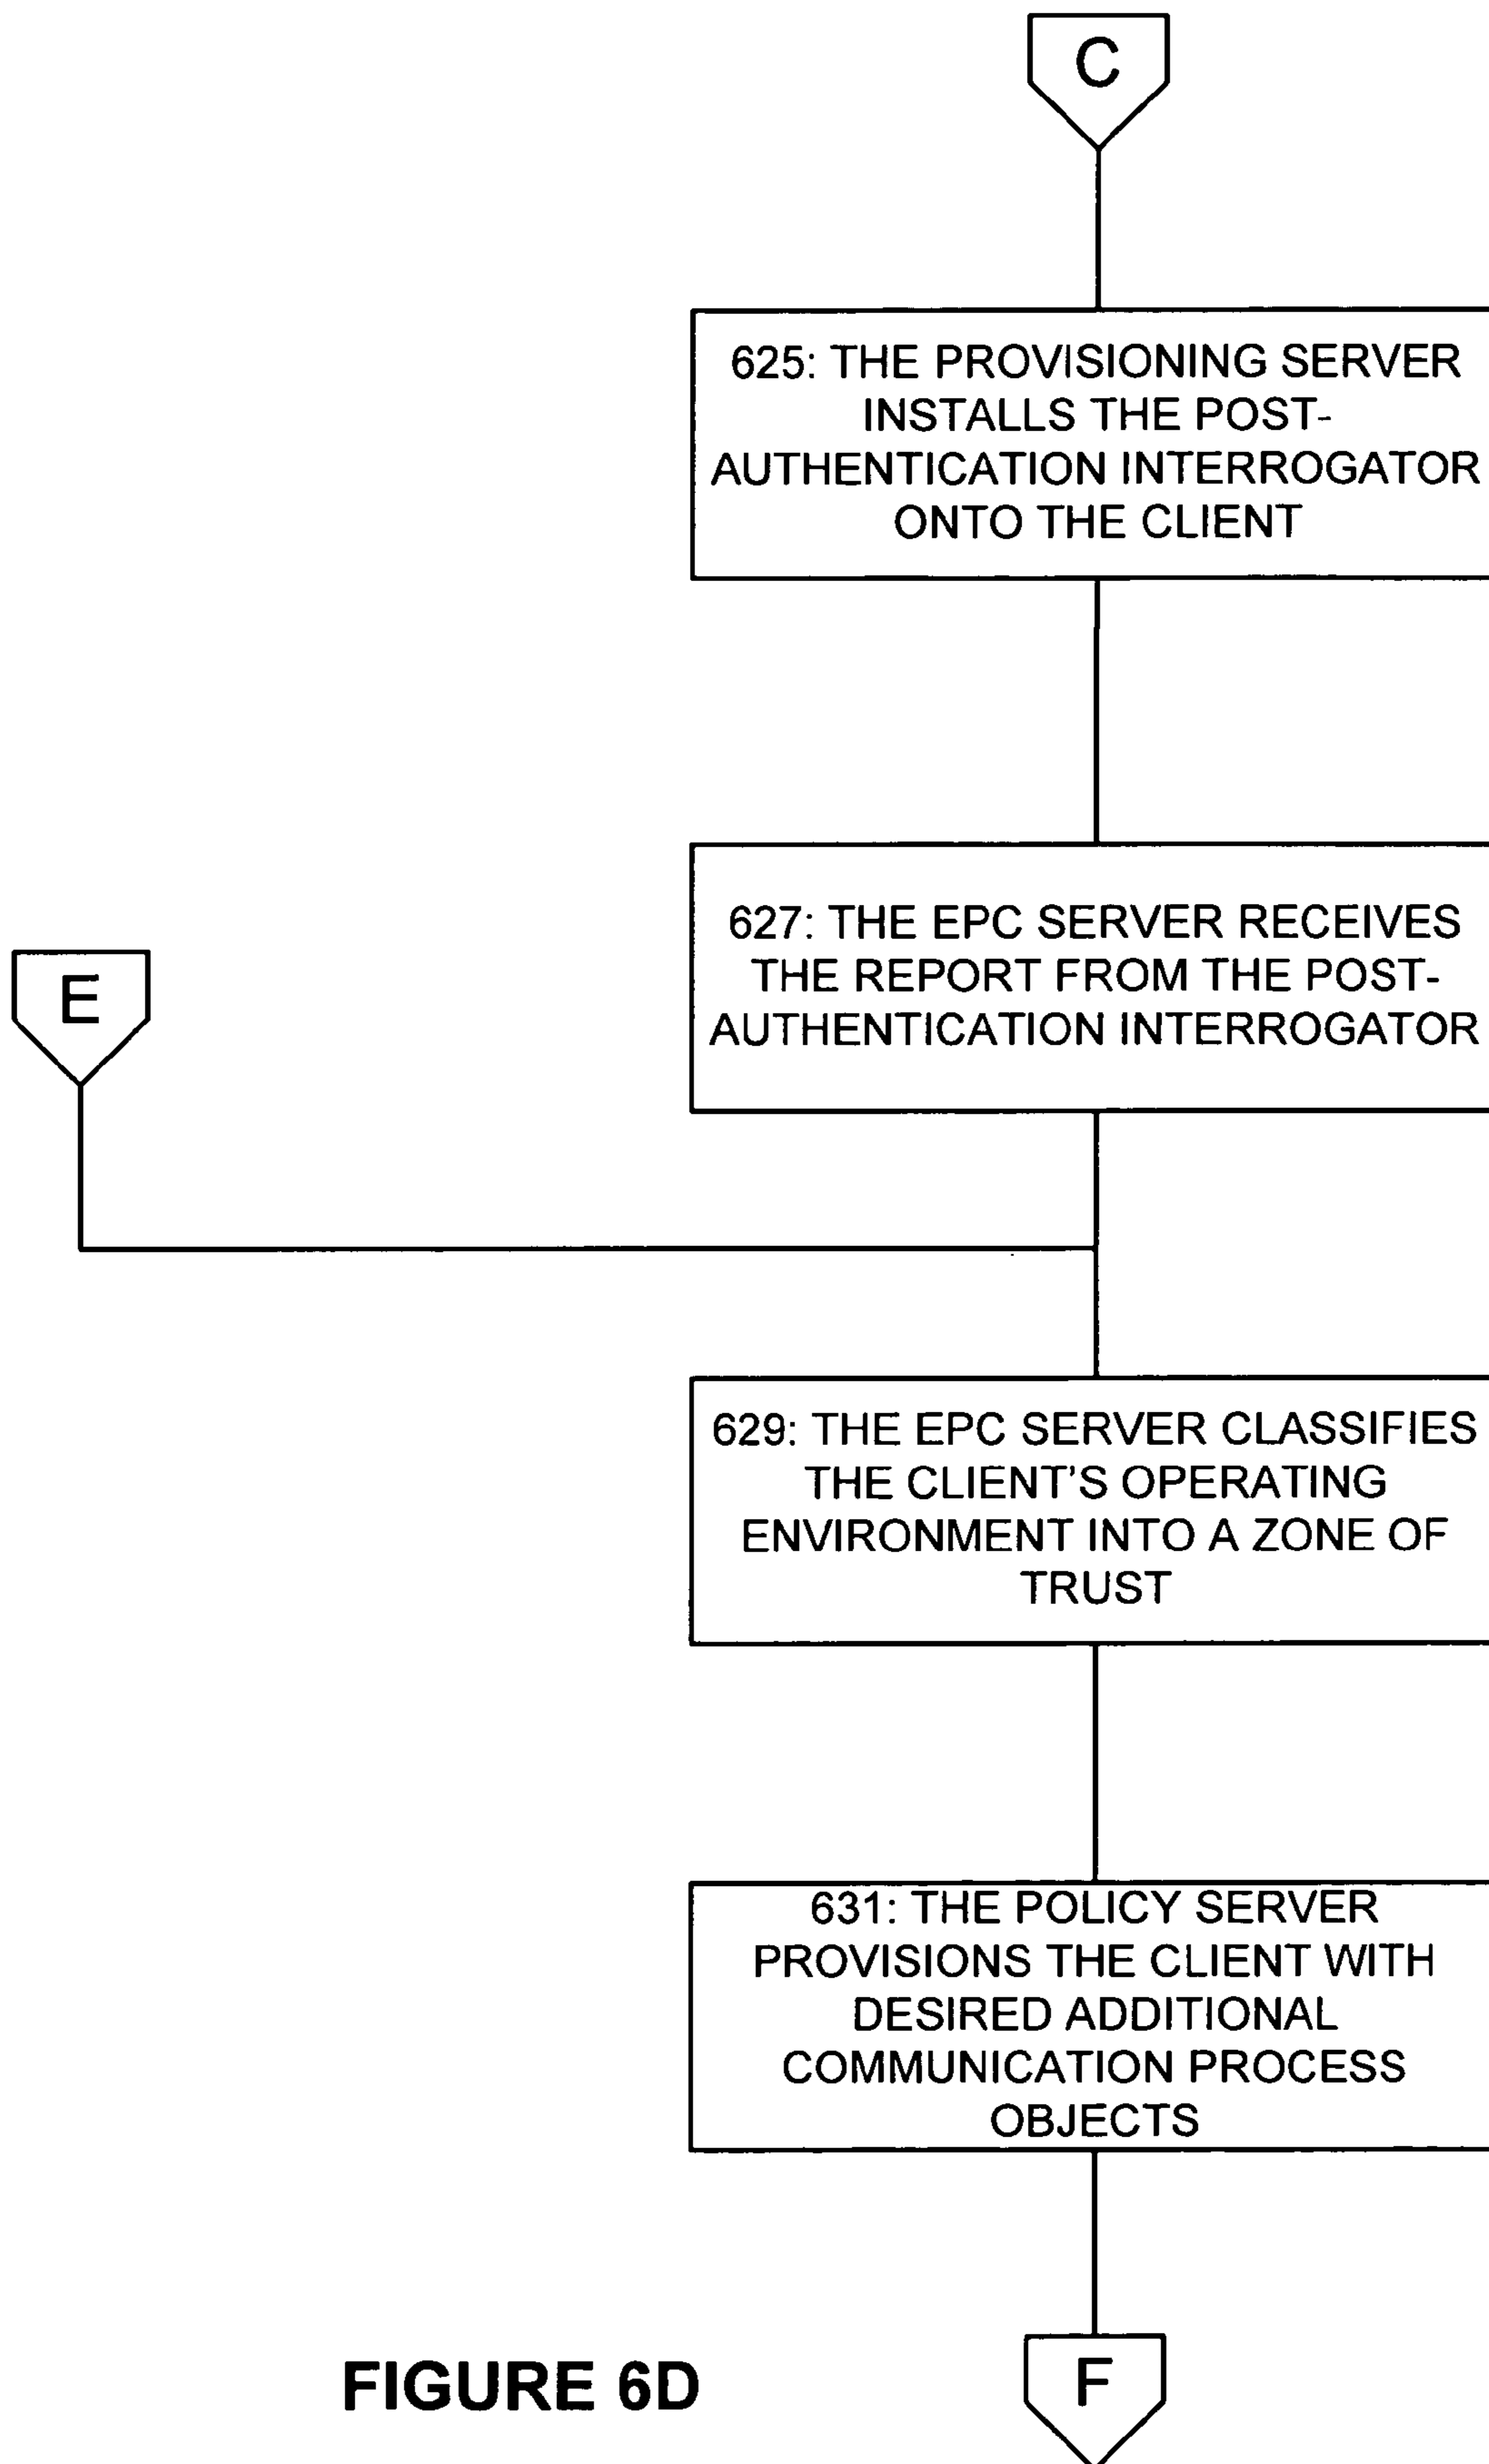 C
625: THE PROVISIONING SERVER
INSTALLS THE POST-
AUTHENTICATION INTERROGATOR
ONTO THE CLIENT
627: THE EPC SERVER RECEIVES
THE REPORT FROM THE POST-
AUTHENTICATION INTERROGATOR
E
629: THE EPC SERVER CLASSIFIES
THE CLIENT'S OPERATING
ENVIRONMENT INTO A ZONE OF
TRUST
631: THE POLICY SERVER
PROVISIONS THE CLIENT WITH
DESIRED ADDITIONAL
COMMUNICATION PROCESS
OBJECTS
F
FIGURE 6D